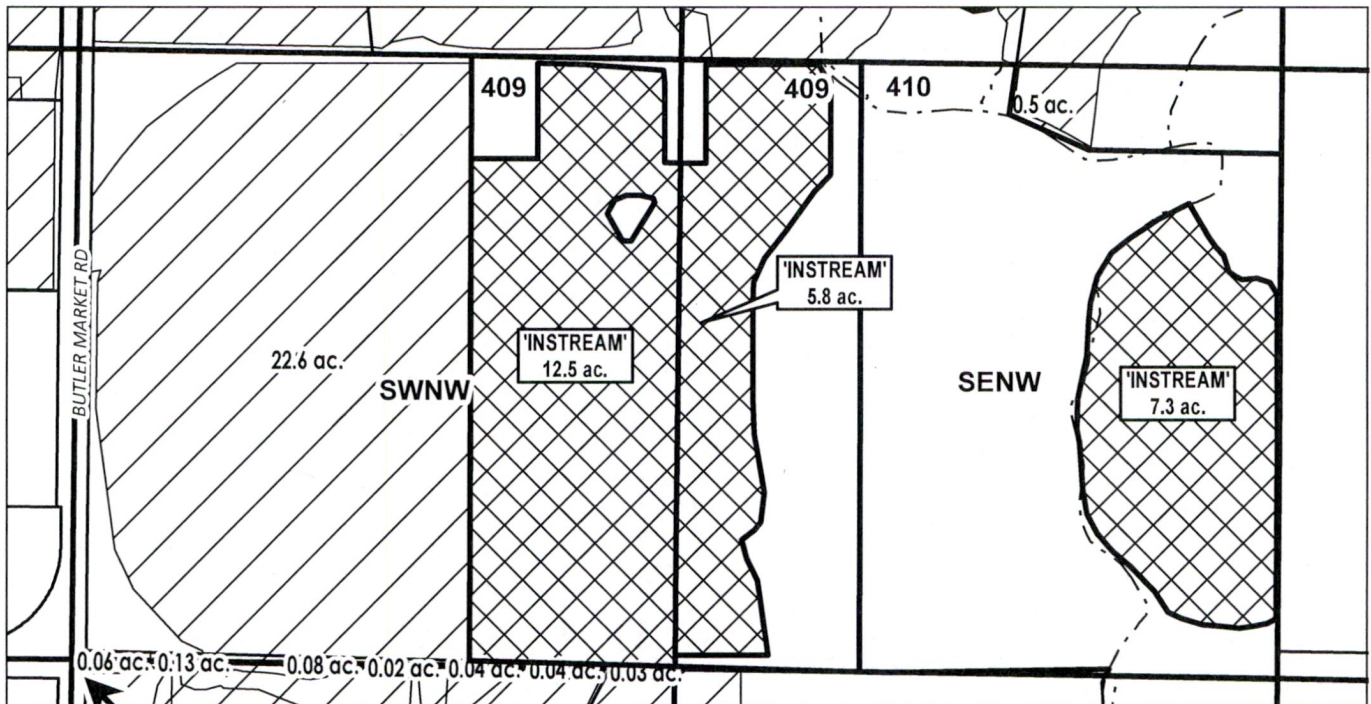 409
409
410
0.5 ac.
'INSTREAM'
5.8 ac.
BUTLER MARKET RD
22.6 ac.
SWNW
'INSTREAM'
12.5 ac.
SENW
'INSTREAM'
7.3 ac.
0.06 ac. 0.13 ac. 0.08 ac. 0.02 ac. 0.04 ac. 0.04 ac. 0.03 ac.